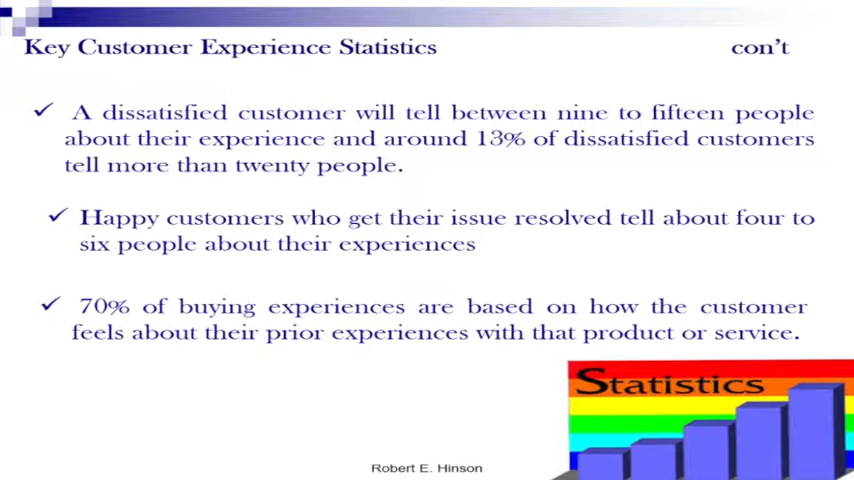 Key Customer Experience Statistics con't
✓ A dissatisfied customer will tell between nine to fifteen people
about their experience and around 13% of dissatisfied customers
tell more than twenty people.
✓ Happy customers who get their issue resolved tell about four to
six people about their experiences
✓ 70% of buying experiences are based on how the customer
feels about their prior experiences with that product or service.
Statistics
Robert E. Hinson